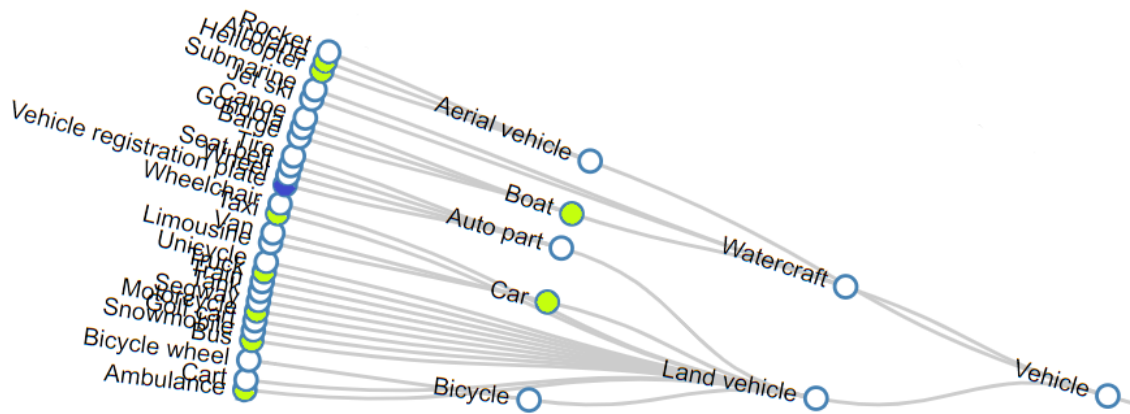 Rocket
Airplane
Helicopter
Submarine
Jet ski
Canoe
Gondola
Barge
Tire
Seat belt
Wheel
Vehicle registration plate
Wheelchair
Taxi
Van
Limousine
Unicycle
Truck
Train
Tank
Segway
Motorcycle
Golf cart
Snowmobile
Bus
Bicycle wheel
Cart
Ambulance
Aerial vehicle
Boat
Auto part
Car
Bicycle
Watercraft
Land vehicle
Vehicle